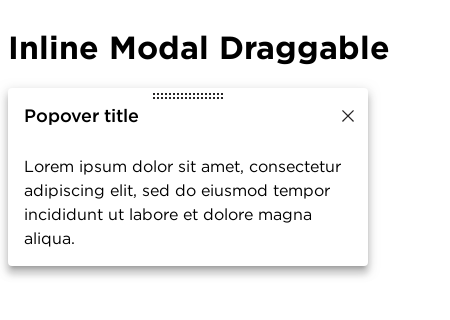 Inline Modal Draggable
Popover title
Lorem ipsum dolor sit amet, consectetur
adipiscing elit, sed do eiusmod tempor
incididunt ut labore et dolore magna
aliqua.